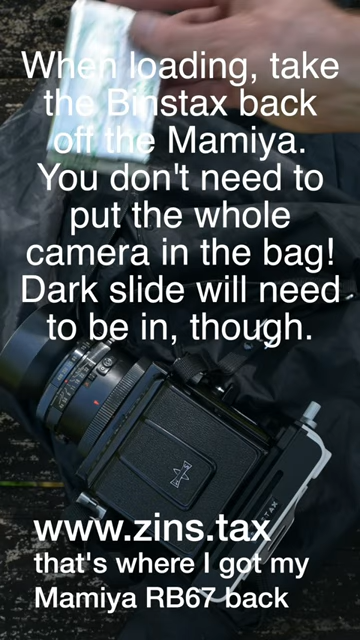 When loading, take
the Binstax back
off the Mamiya.
You don't need to
put the whole
camera in the bag!
Dark slide will need
to be in, though.
www.zins.tax
that's where I got my
Mamiya RB67 back